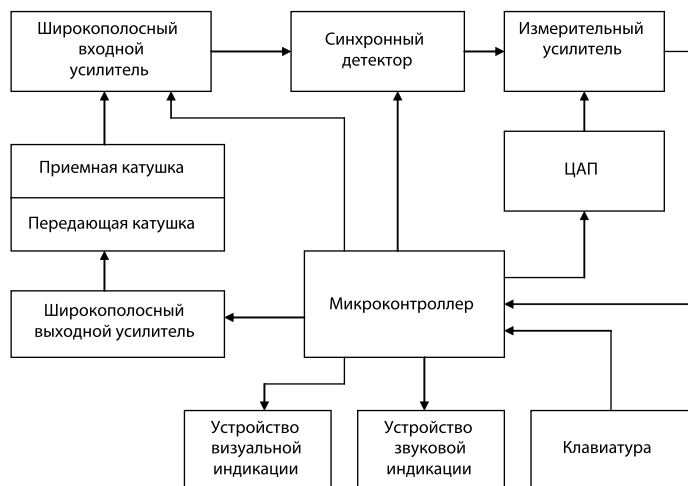 Широкополосный
входной
усилитель
Синхронный
детектор
Измерительный
усилитель
Приемная катушка
ЦАП
Передающая катушка
Широкополосный
выходной усилитель
Микроконтроллер
Устройство
визуальной
индикации
Устройство
звуковой
индикации
Клавиатура